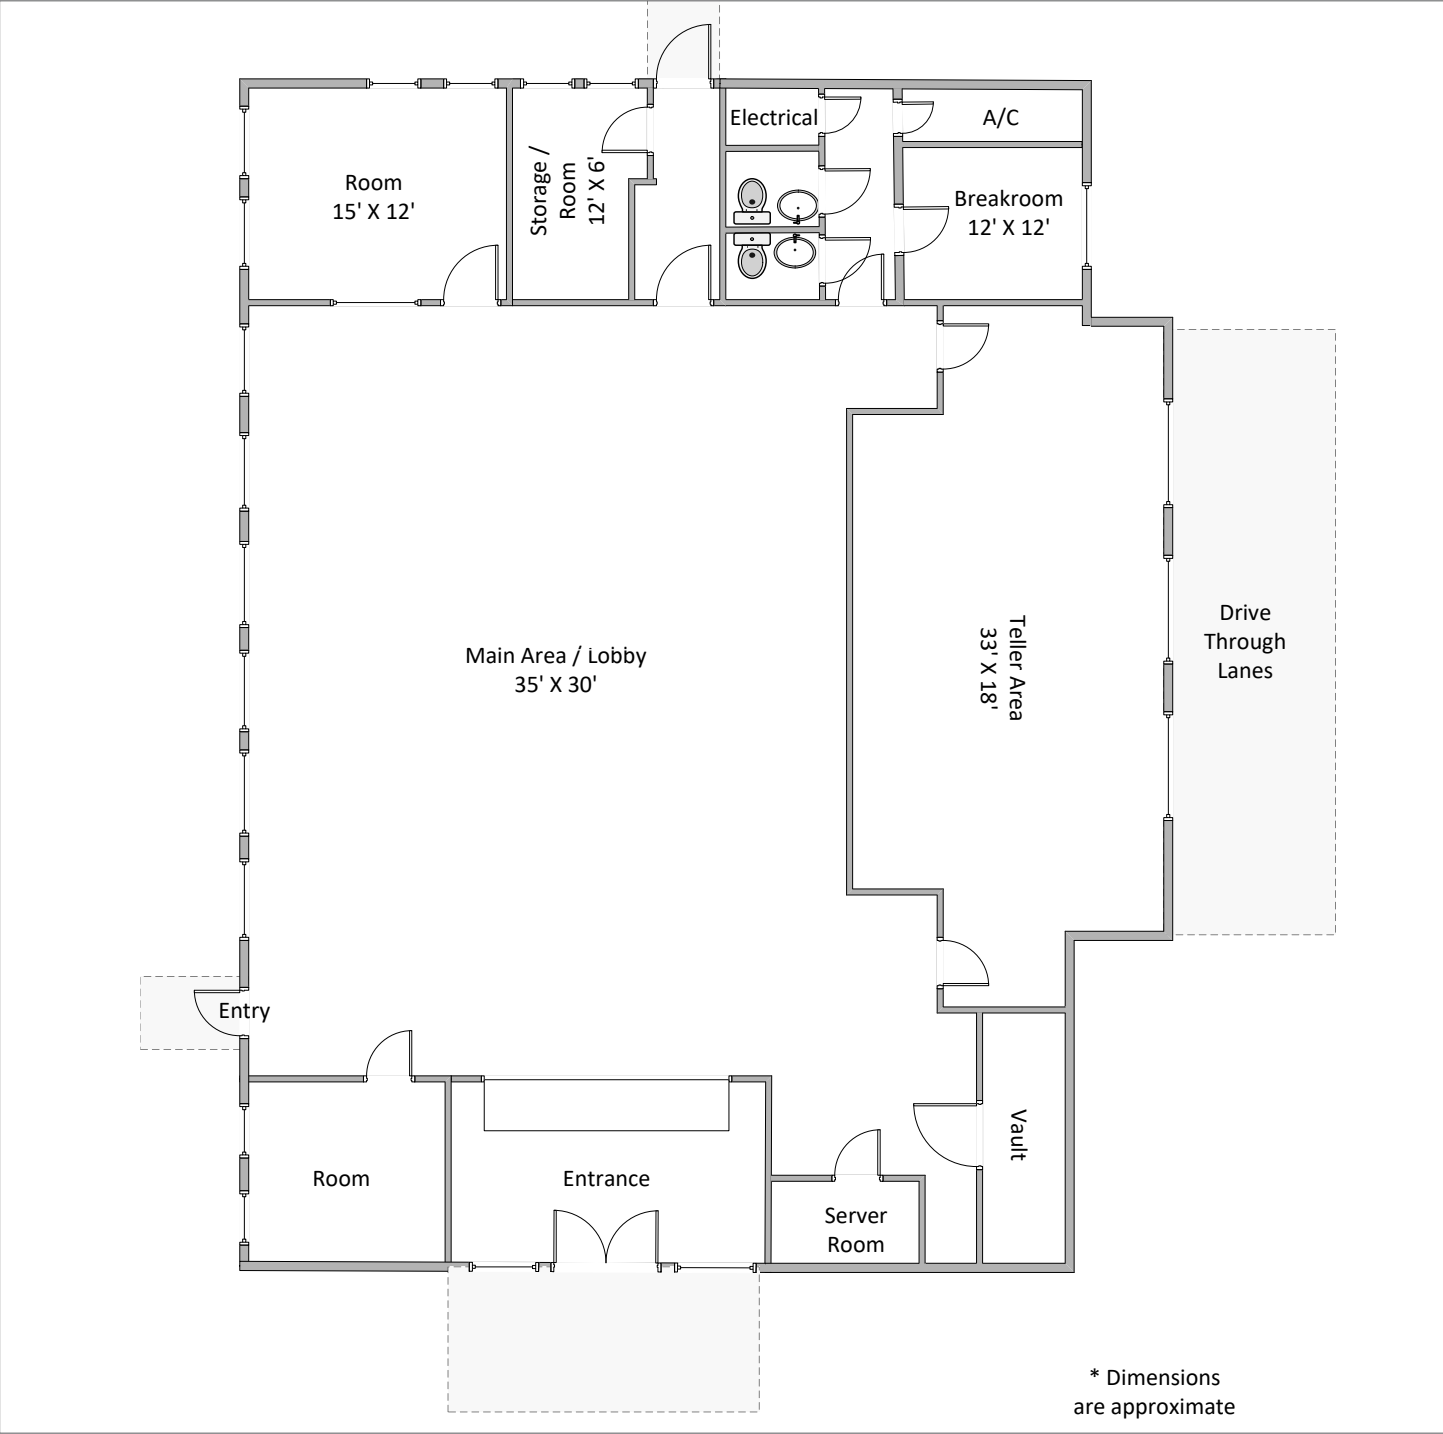 Electrical
A/C
Room
15' X 12'
Storage /
Room
12' X 6'
Breakroom
12' X 12'
Main Area / Lobby
35' X 30'
Teller Area
33' X 18'
Drive
Through
Lanes
Entry
Room
Entrance
Server
Room
Vault
* Dimensions
are approximate